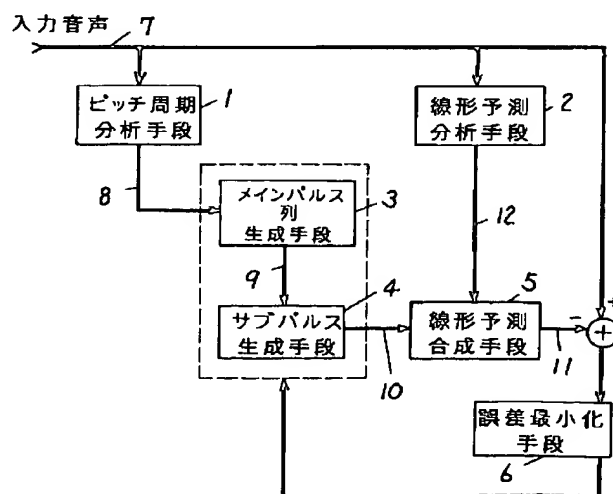 入力音声
7
ピッチ周期
分析手段
1
線形予測
分析手段
2
8
メインパルス
列
生成手段
3
12
9
サブパルス
生成手段
4
10
線形予測
合成手段
5
11
−
+
+
誤差最小化
手段
6